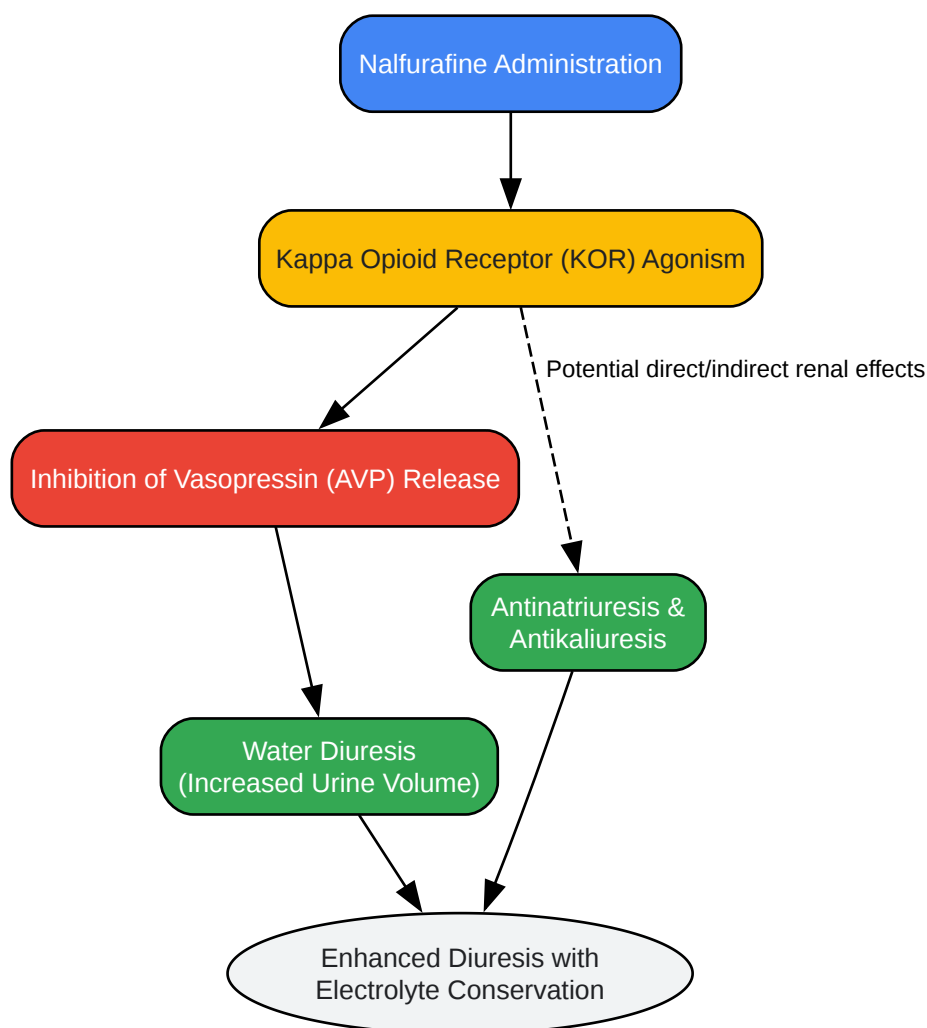 Nalfurafine Administration
Kappa Opioid Receptor (KOR) Agonism
Potential direct/indirect renal effects
Inhibition of Vasopressin (AVP) Release
Antinatriuresis &
Antikaliuresis
Water Diuresis
(Increased Urine Volume)
Enhanced Diuresis with
Electrolyte Conservation